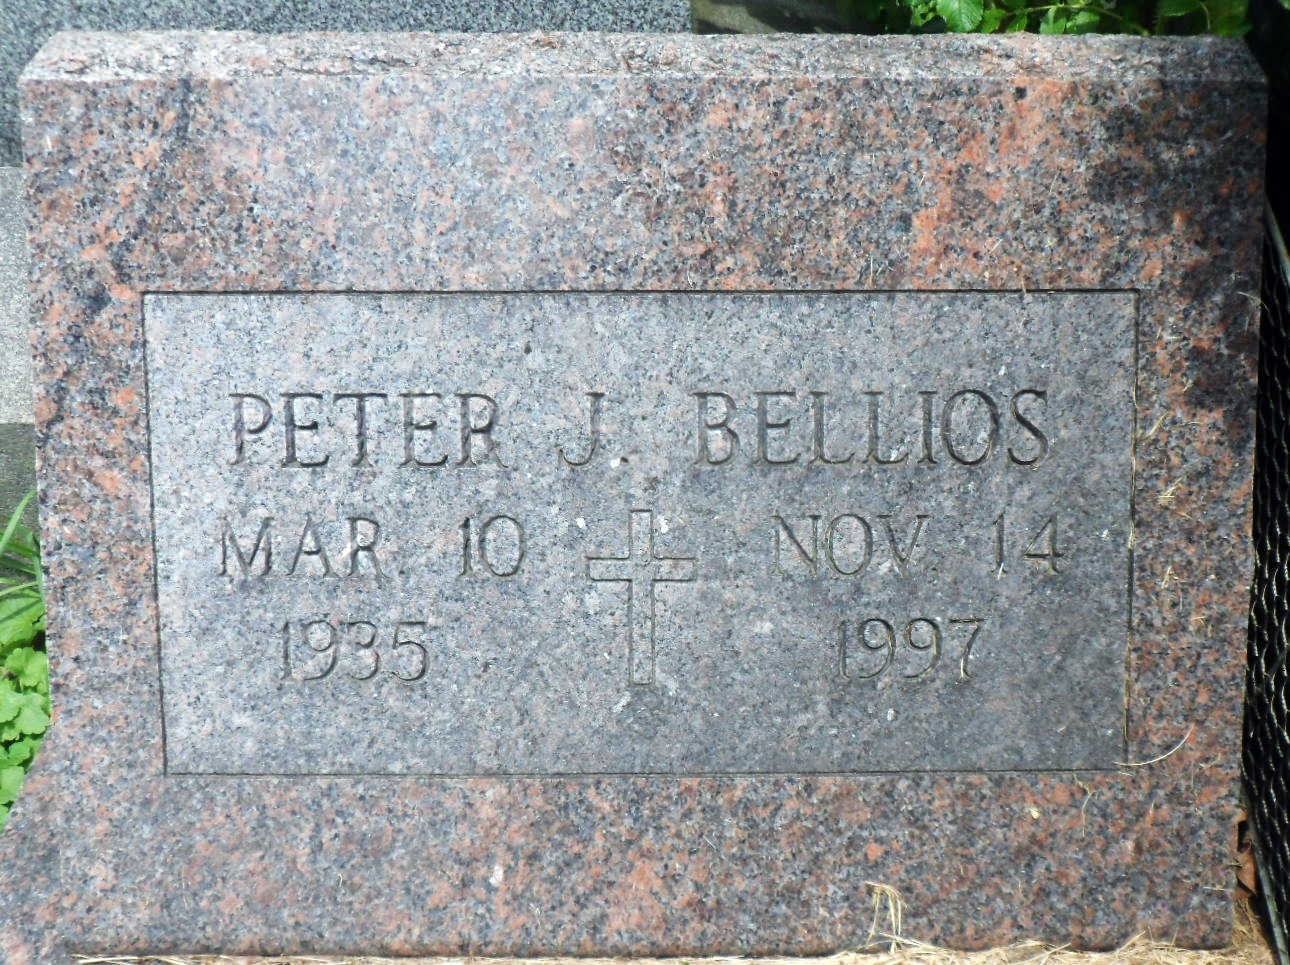 PETER J. BELLIOS
MAR. 10 NOV. 14
1935 1997